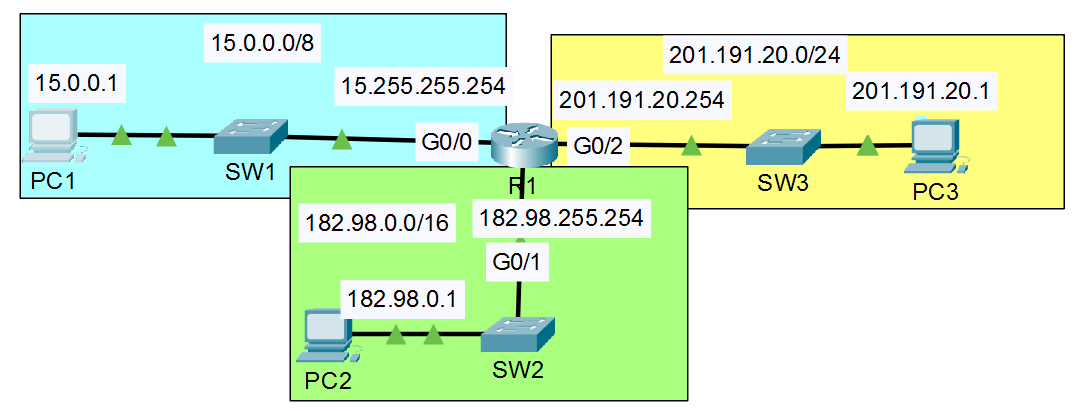 15.0.0.0/8
15.0.0.1
15.255.255.254
G0/0
PC1
SW1
R1
201.191.20.0/24
201.191.20.254
201.191.20.1
G0/2
SW3
PC3
182.98.0.0/16
182.98.255.254
G0/1
182.98.0.1
PC2
SW2